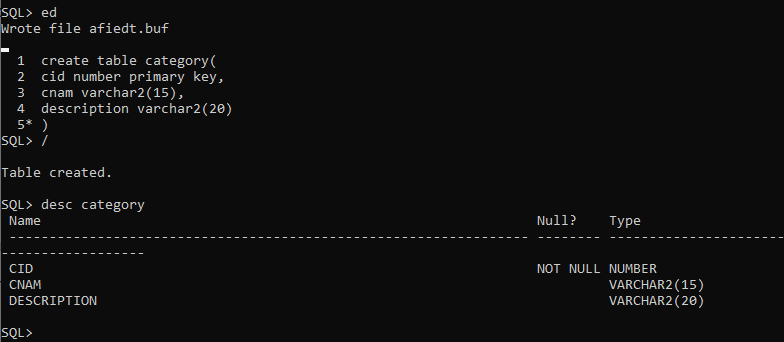 SQL> ed
Wrote file afiedt.buf
1 create table category(
2 cid number primary key,
3 cnam varchar2(15),
4 description varchar2(20)
5* )
SQL> /
Table created.
SQL> desc category
Name Null? Type
----------------------------------------------------------------- -------- ----------------------
------------------
CID NOT NULL NUMBER
CNAM VARCHAR2(15)
DESCRIPTION VARCHAR2(20)
SQL>